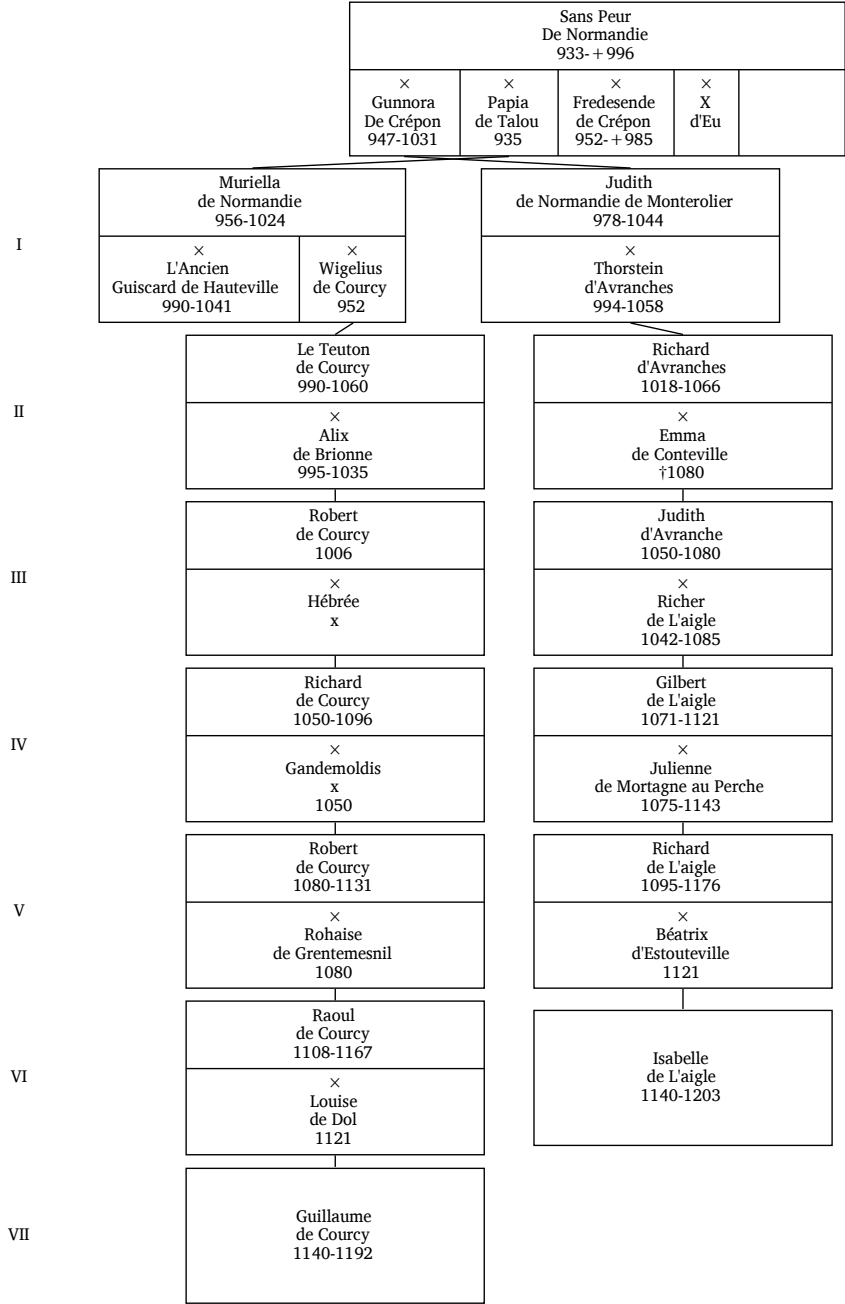 Sans Peur
De Normandie
933-+996
×
Gunnora
De Crépon
947-1031
×
Papia
de Talou
935
×
Fredesende
de Crépon
952-+985
×
X
d'Eu
I
Muriella
de Normandie
956-1024
×
L'Ancien
Guiscard de Hauteville
990-1041
×
Wigelius
de Courcy
952
Judith
de Normandie de Monterolier
978-1044
×
Thorstein
d'Avranches
994-1058
II
Le Teuton
de Courcy
990-1060
×
Alix
de Brionne
995-1035
Richard
d'Avranches
1018-1066
×
Emma
de Conteville
†1080
III
Robert
de Courcy
1006
×
Hébrée
x
Judith
d'Avranche
1050-1080
×
Richer
de L'aigle
1042-1085
IV
Richard
de Courcy
1050-1096
×
Gandemoldis
x
1050
Gilbert
de L'aigle
1071-1121
×
Julienne
de Mortagne au Perche
1075-1143
V
Robert
de Courcy
1080-1131
×
Rohaise
de Grentemesnil
1080
Richard
de L'aigle
1095-1176
×
Béatrix
d'Estouteville
1121
VI
Raoul
de Courcy
1108-1167
×
Louise
de Dol
1121
Isabelle
de L'aigle
1140-1203
VII
Guillaume
de Courcy
1140-1192